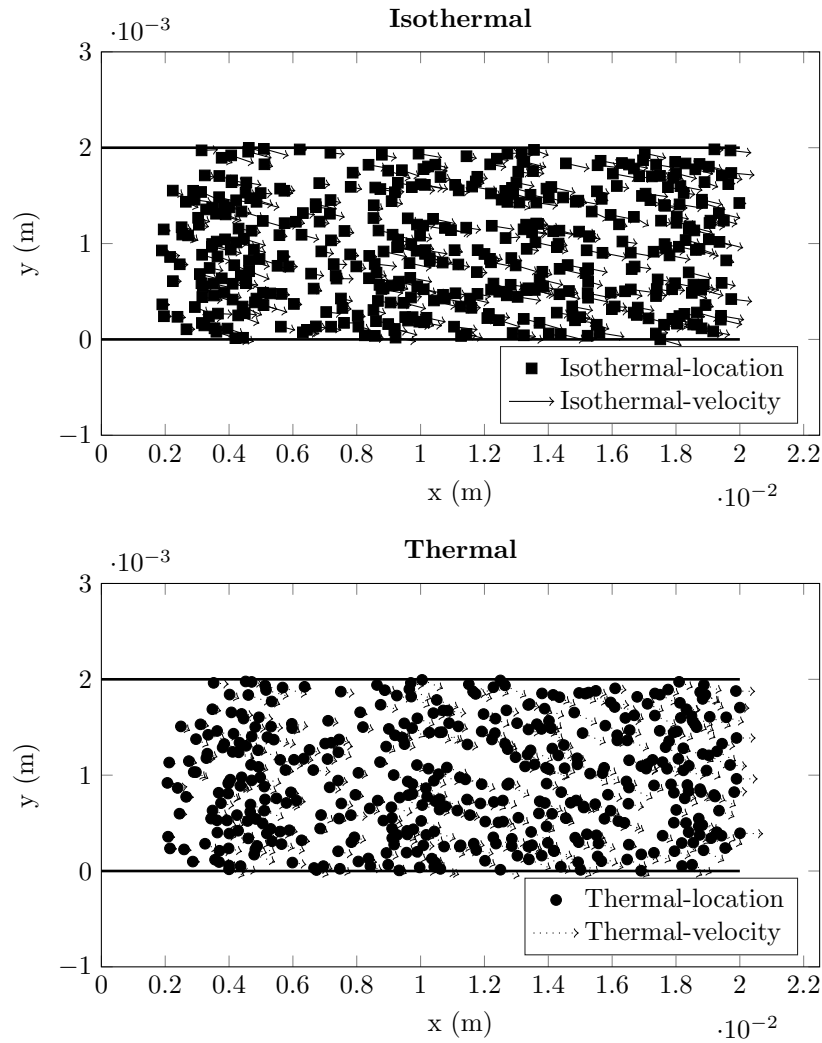 Isothermal
·10⁻³
3
2
1
0
−1
y (m)
Isothermal-location
Isothermal-velocity
0 0.2 0.4 0.6 0.8 1 1.2 1.4 1.6 1.8 2 2.2
x (m)
·10⁻²
Thermal
·10⁻³
3
2
1
0
−1
y (m)
Thermal-location
Thermal-velocity
0 0.2 0.4 0.6 0.8 1 1.2 1.4 1.6 1.8 2 2.2
x (m)
·10⁻²